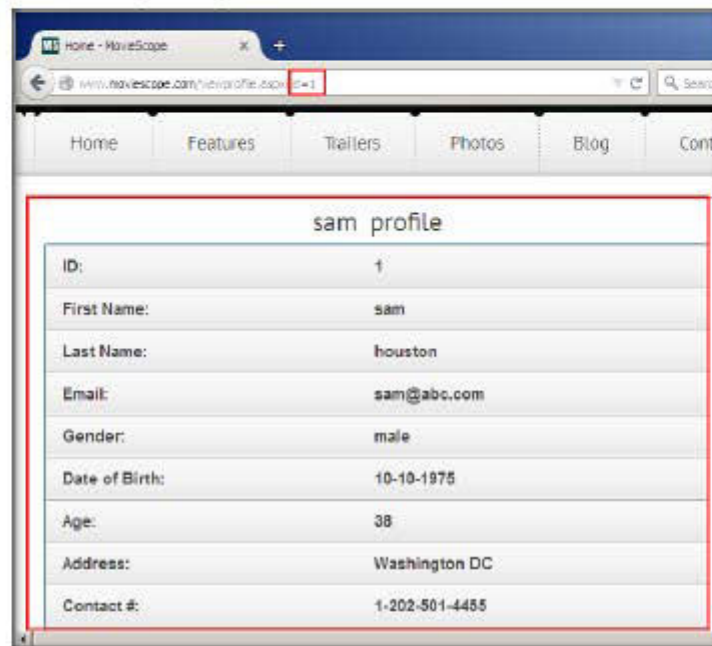 Home - MovieScope
www.moviescope.com/viewprofile.aspx?id=1
Search
Home Features Trailers Photos Blog Cont
sam profile
ID: 1
First Name: sam
Last Name: houston
Email: sam@abc.com
Gender: male
Date of Birth: 10-10-1975
Age: 38
Address: Washington DC
Contact #: 1-202-501-4455